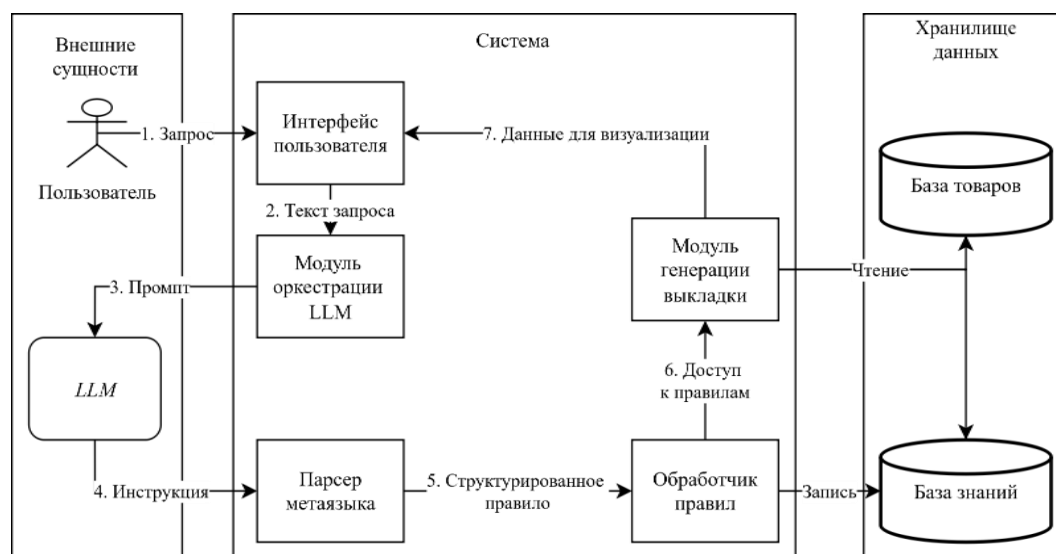 Внешние
сущности
Система
Хранилище
данных
1. Запрос
Интерфейс
пользователя
7. Данные для визуализации
Пользователь
База товаров
2. Текст запроса
3. Промпт
Модуль
оркестрации
LLM
Модуль
генерации
выкладки
Чтение
LLM
6. Доступ
к правилам
4. Инструкция
Парсер
метаязыка
5. Структурированное
правило
Обработчик
правил
Запись
База знаний